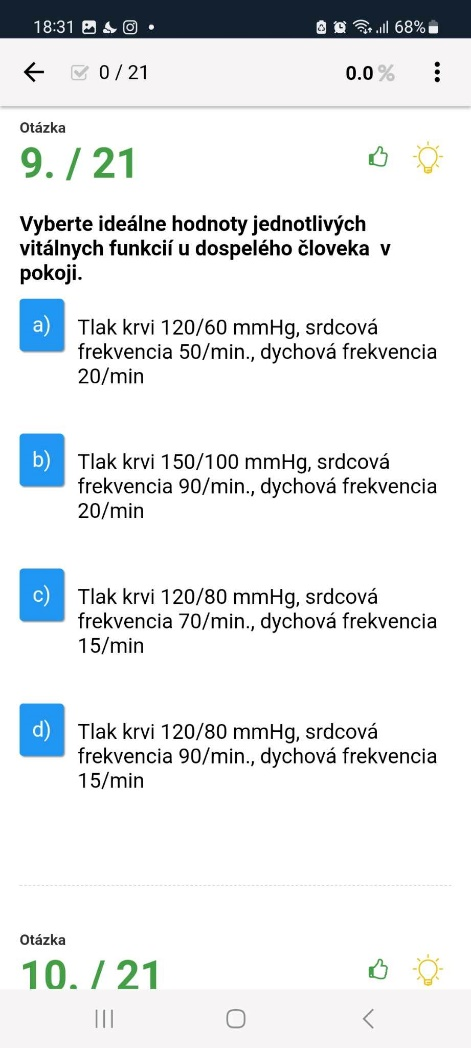 18:31
68%
0 / 21
0.0 %
Otázka
9. / 21
Vyberte ideálne hodnoty jednotlivých
vitálnych funkcií u dospelého človeka v
pokoji.
a)
Tlak krvi 120/60 mmHg, srdcová
frekvencia 50/min., dychová frekvencia
20/min
b)
Tlak krvi 150/100 mmHg, srdcová
frekvencia 90/min., dychová frekvencia
20/min
c)
Tlak krvi 120/80 mmHg, srdcová
frekvencia 70/min., dychová frekvencia
15/min
d)
Tlak krvi 120/80 mmHg, srdcová
frekvencia 90/min., dychová frekvencia
15/min
Otázka
10. / 21